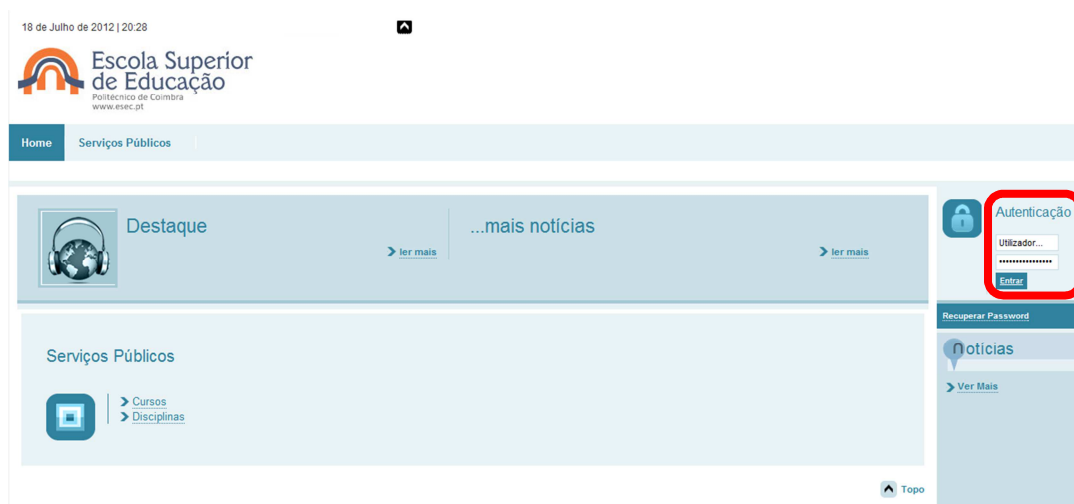 18 de Julho de 2012 | 20:28
Escola Superior
de Educação
Politécnico de Coimbra
www.esec.pt
Home
Serviços Públicos
Destaque
ler mais
...mais notícias
ler mais
Autenticação
Utilizador...
••••••••••••••••
Entrar
Recuperar Password
notícias
Ver Mais
Serviços Públicos
Cursos
Disciplinas
Topo